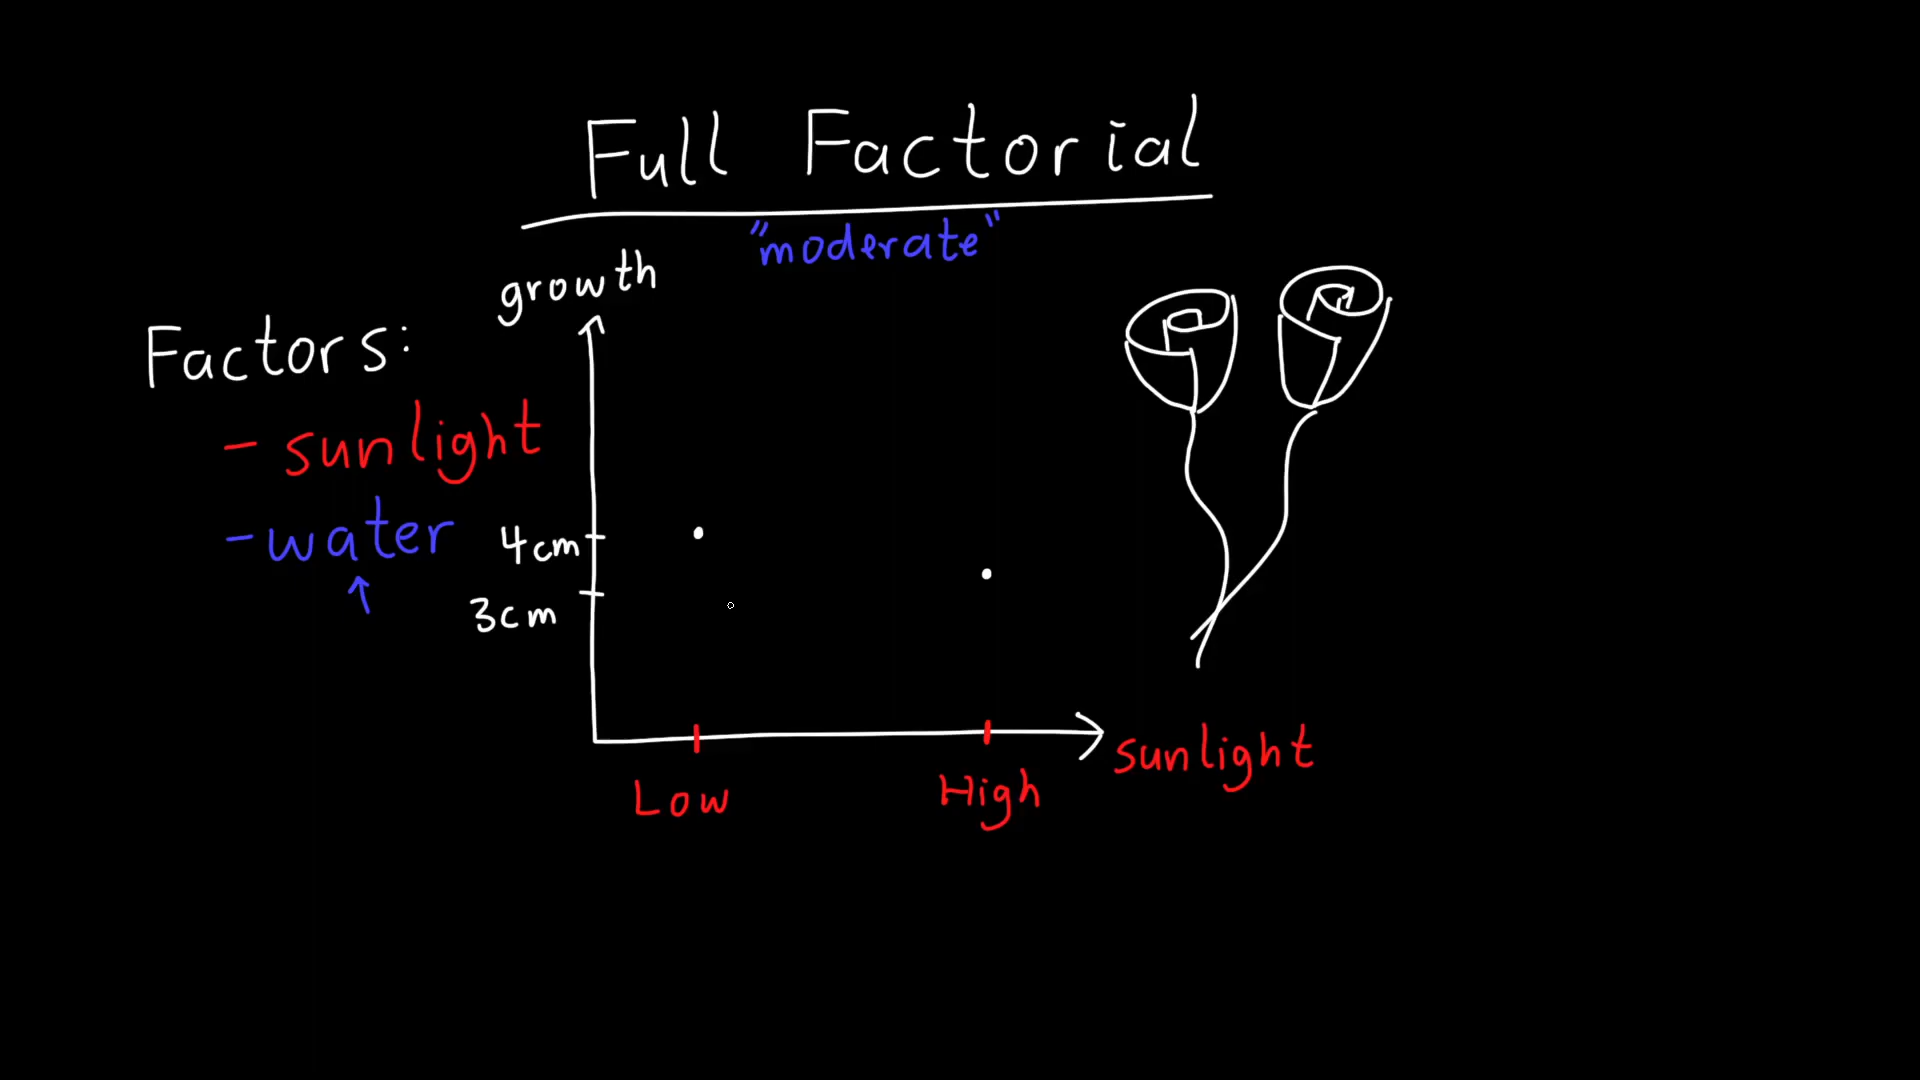 Full Factorial
"moderate"
growth
Factors:
- sunlight
- water
4cm
3cm
Low
High
sunlight